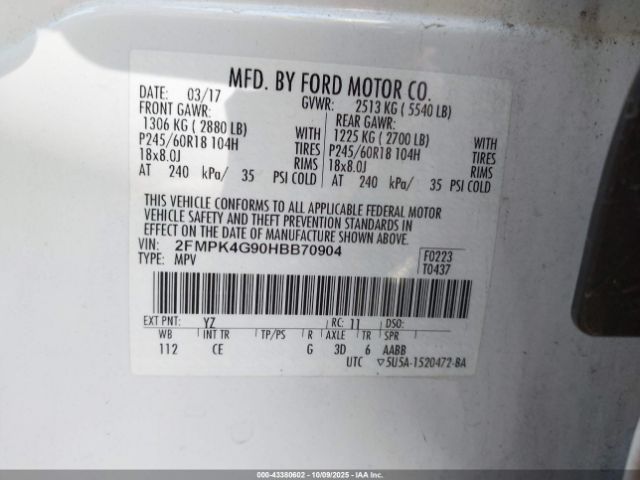 MFD. BY FORD MOTOR CO.
DATE: 03/17 GVWR: 2513 KG ( 5540 LB)
FRONT GAWR: REAR GAWR:
1306 KG ( 2880 LB) WITH 1225 KG ( 2700 LB) WITH
P245/60R18 104H TIRES P245/60R18 104H TIRES
18x8.0J RIMS 18x8.0J RIMS
AT 240 kPa/ 35 PSI COLD AT 240 kPa/ 35 PSI COLD
THIS VEHICLE CONFORMS TO ALL APPLICABLE FEDERAL MOTOR
VEHICLE SAFETY AND THEFT PREVENTION STANDARDS IN
EFFECT ON THE DATE OF MANUFACTURE SHOWN ABOVE.
VIN: 2FMPK4G90HBB70904 F0223
TYPE: MPV T0437
EXT PNT: YZ RC: 11 DSO:
WB INT TR TP/PS R AXLE TR SPR
112 CE G 3D 6 AABB
UTC ▽5U5A-1520472-BA
000-43380602 - 10/09/2025 - IAAI.com